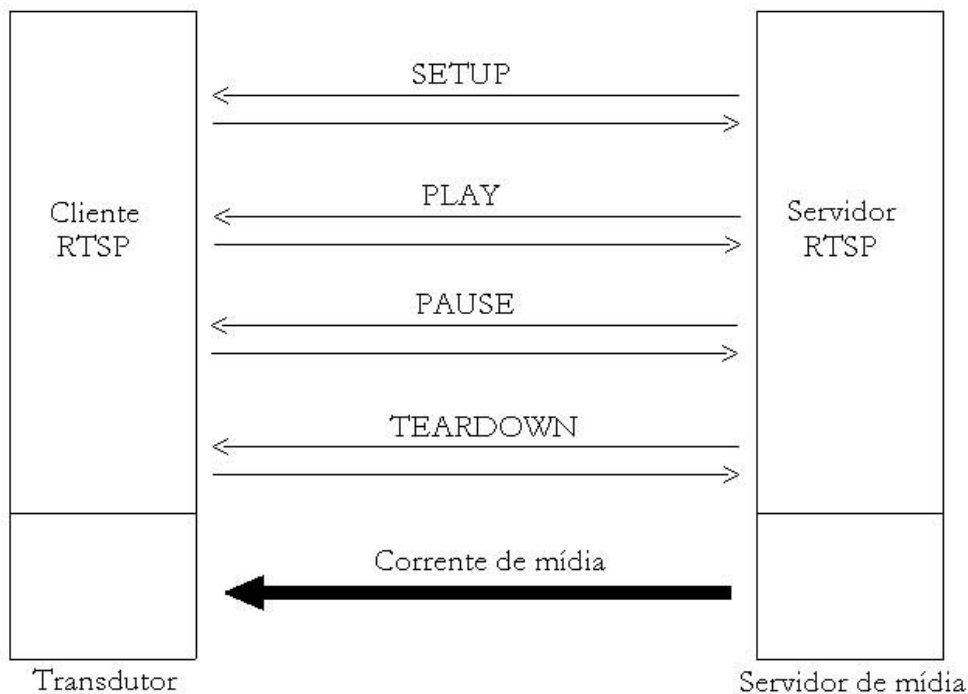 SETUP
PLAY
Cliente
RTSP
Servidor
RTSP
PAUSE
TEARDOWN
Corrente de mídia
Transdutor
Servidor de mídia